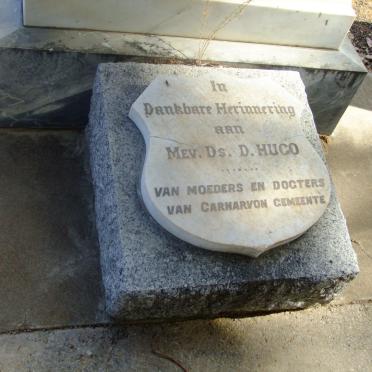 In
Dankbare Herinnering
aan
Mev. Ds. D. HUGO
VAN MOEDERS EN DOGTERS
VAN CARNARVON GEMEENTE